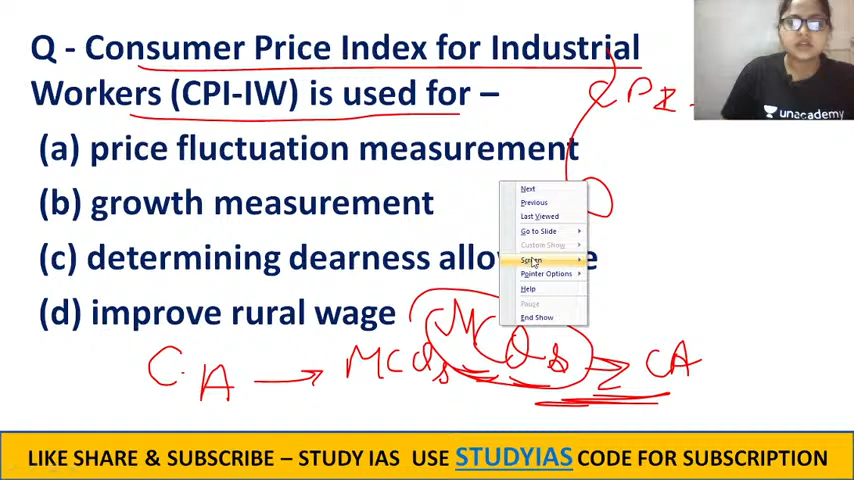 Q - Consumer Price Index for Industrial
Workers (CPI-IW) is used for –
CPI -
(a) price fluctuation measurement
(b) growth measurement
(c) determining dearness
(d) improve rural wage
Next
Previous
Last Viewed
Go to Slide
Custom Show
Screen
Pointer Options
Help
Pause
End Show
C.A → MCQs MCQs → CA
unacademy
LIKE SHARE & SUBSCRIBE – STUDY IAS USE STUDYIAS CODE FOR SUBSCRIPTION